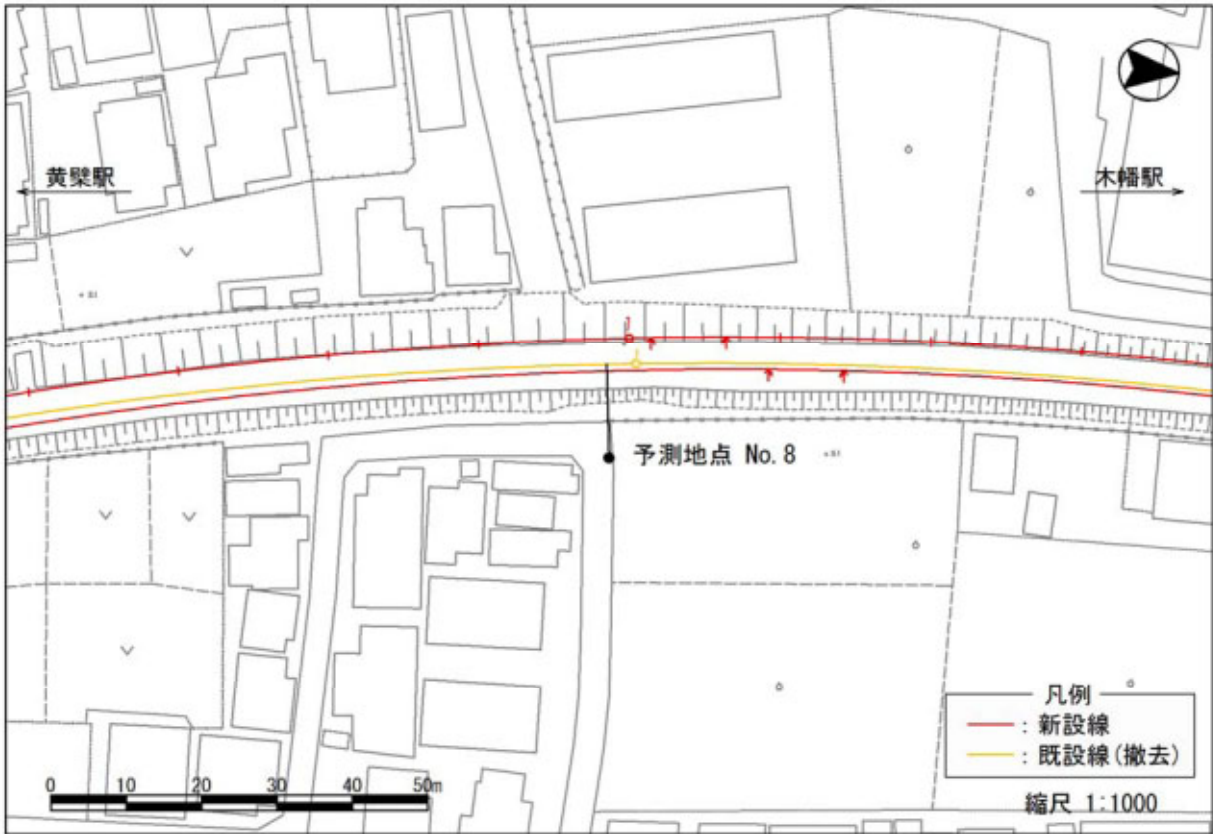 黄檗駅
木幡駅
予測地点 No.8
凡例
: 新設線
: 既設線(撤去)
0 10 20 30 40 50m
縮尺 1:1000